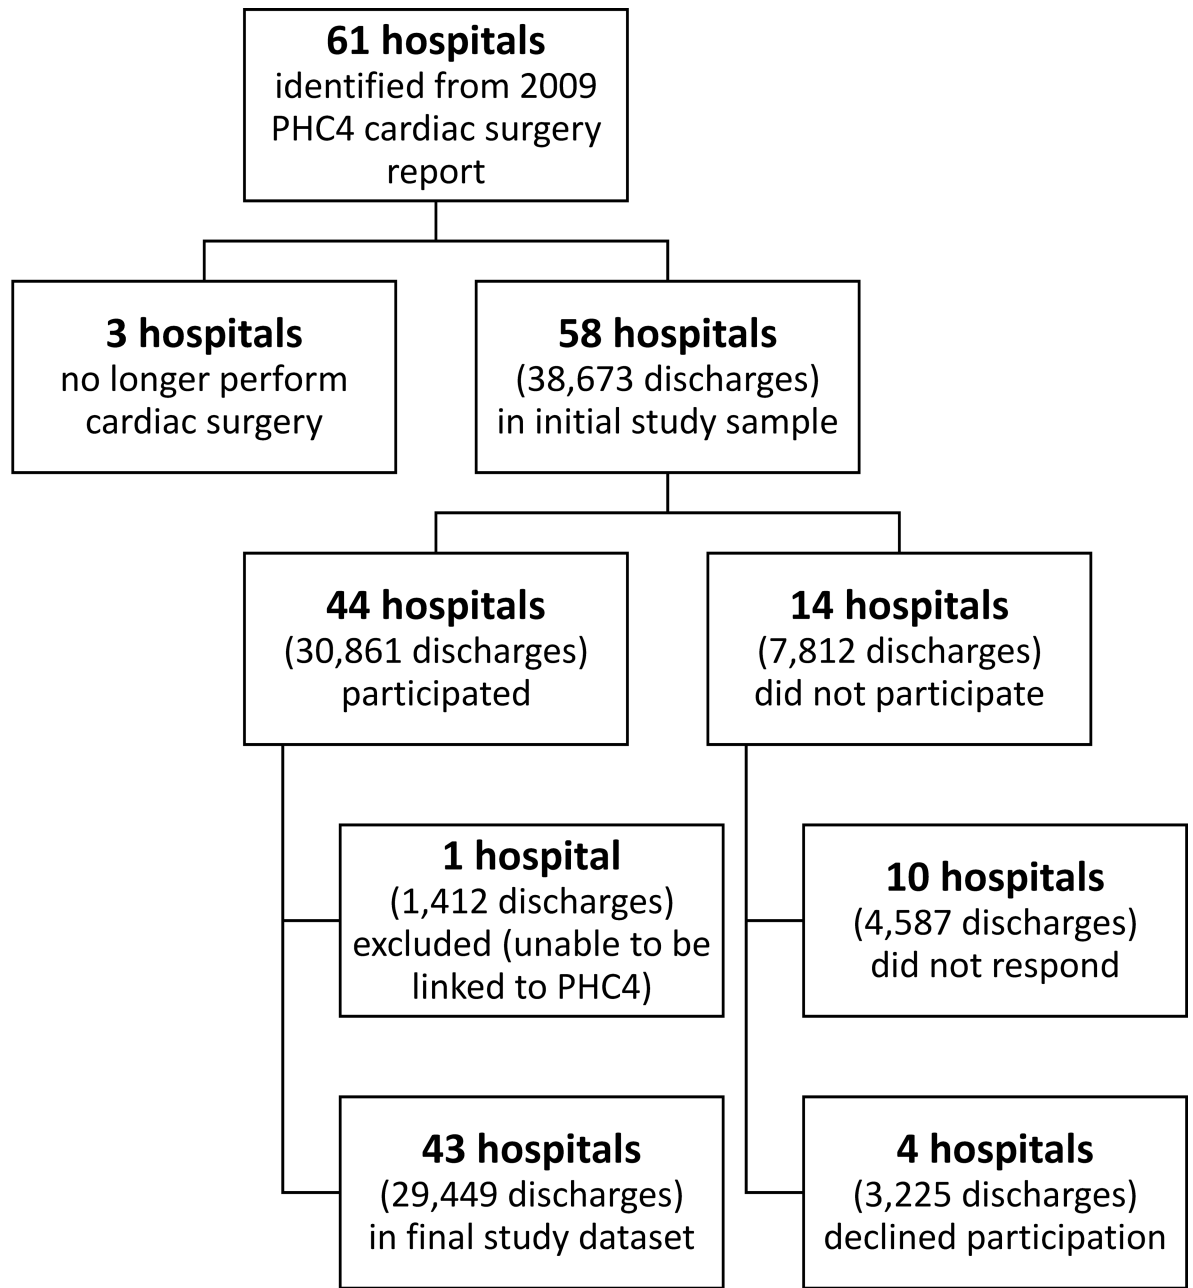 61 hospitals
identified from 2009
PHC4 cardiac surgery
report
3 hospitals
no longer perform
cardiac surgery
58 hospitals
(38,673 discharges)
in initial study sample
44 hospitals
(30,861 discharges)
participated
14 hospitals
(7,812 discharges)
did not participate
1 hospital
(1,412 discharges)
excluded (unable to be
linked to PHC4)
10 hospitals
(4,587 discharges)
did not respond
43 hospitals
(29,449 discharges)
in final study dataset
4 hospitals
(3,225 discharges)
declined participation